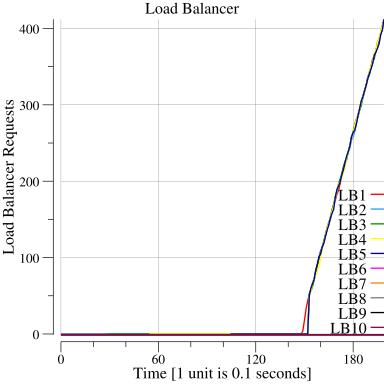 Load Balancer
Load Balancer Requests
400
300
200
100
0
LB1
LB2
LB3
LB4
LB5
LB6
LB7
LB8
LB9
LB10
0 60 120 180
Time [1 unit is 0.1 seconds]